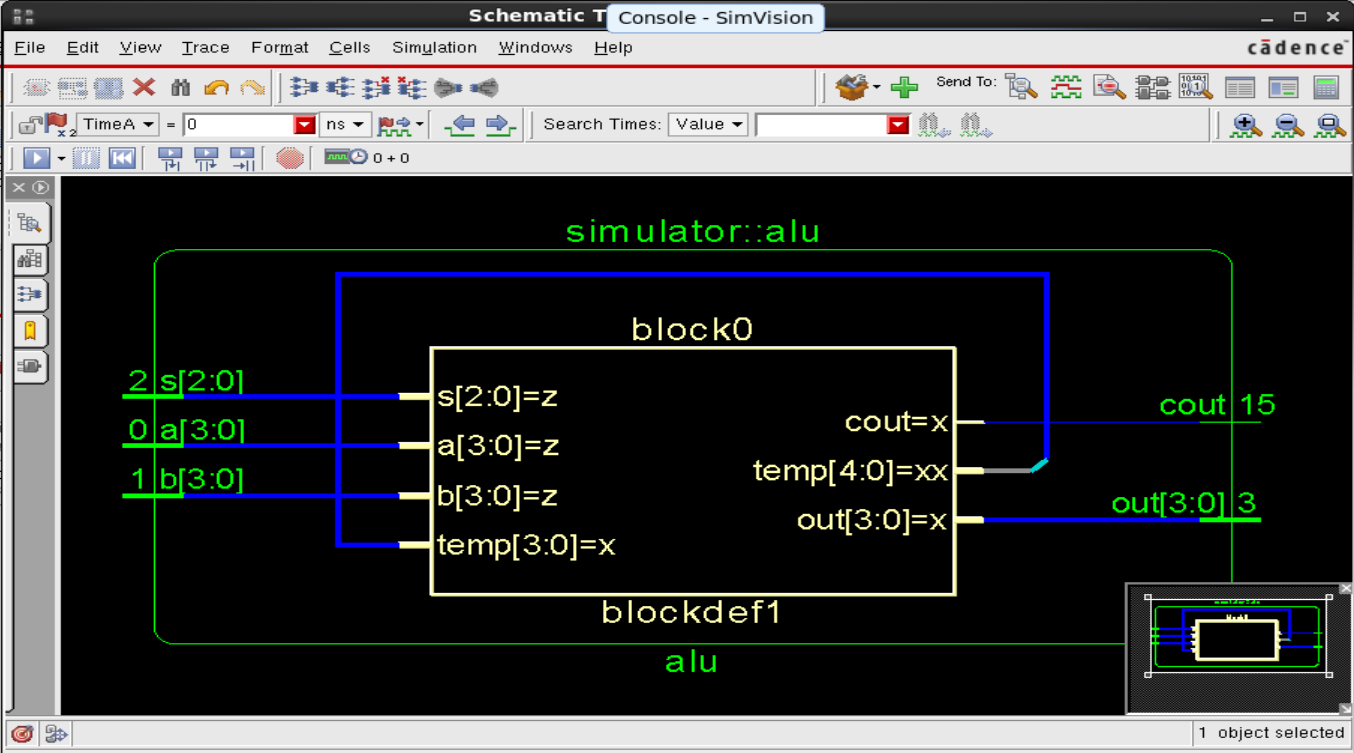 Schematic T
Console - SimVision
File Edit View Trace Format Cells Simulation Windows Help
cādence
Send To:
TimeA = 0 ns Search Times: Value
0 + 0
simulator::alu
block0
2 s[2:0] s[2:0]=z
cout=x cout 15
0 a[3:0] a[3:0]=z
temp[4:0]=xx
1 b[3:0] b[3:0]=z
out[3:0]=x out[3:0] 3
temp[3:0]=x
blockdef1
alu
1 object selected